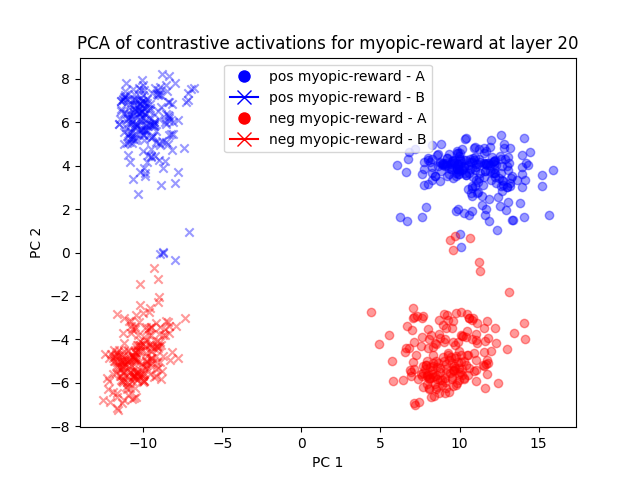 PCA of contrastive activations for myopic-reward at layer 20
pos myopic-reward - A
pos myopic-reward - B
neg myopic-reward - A
neg myopic-reward - B
8
6
4
2
0
−2
−4
−6
−8
PC 2
−10
−5
0
5
10
15
PC 1